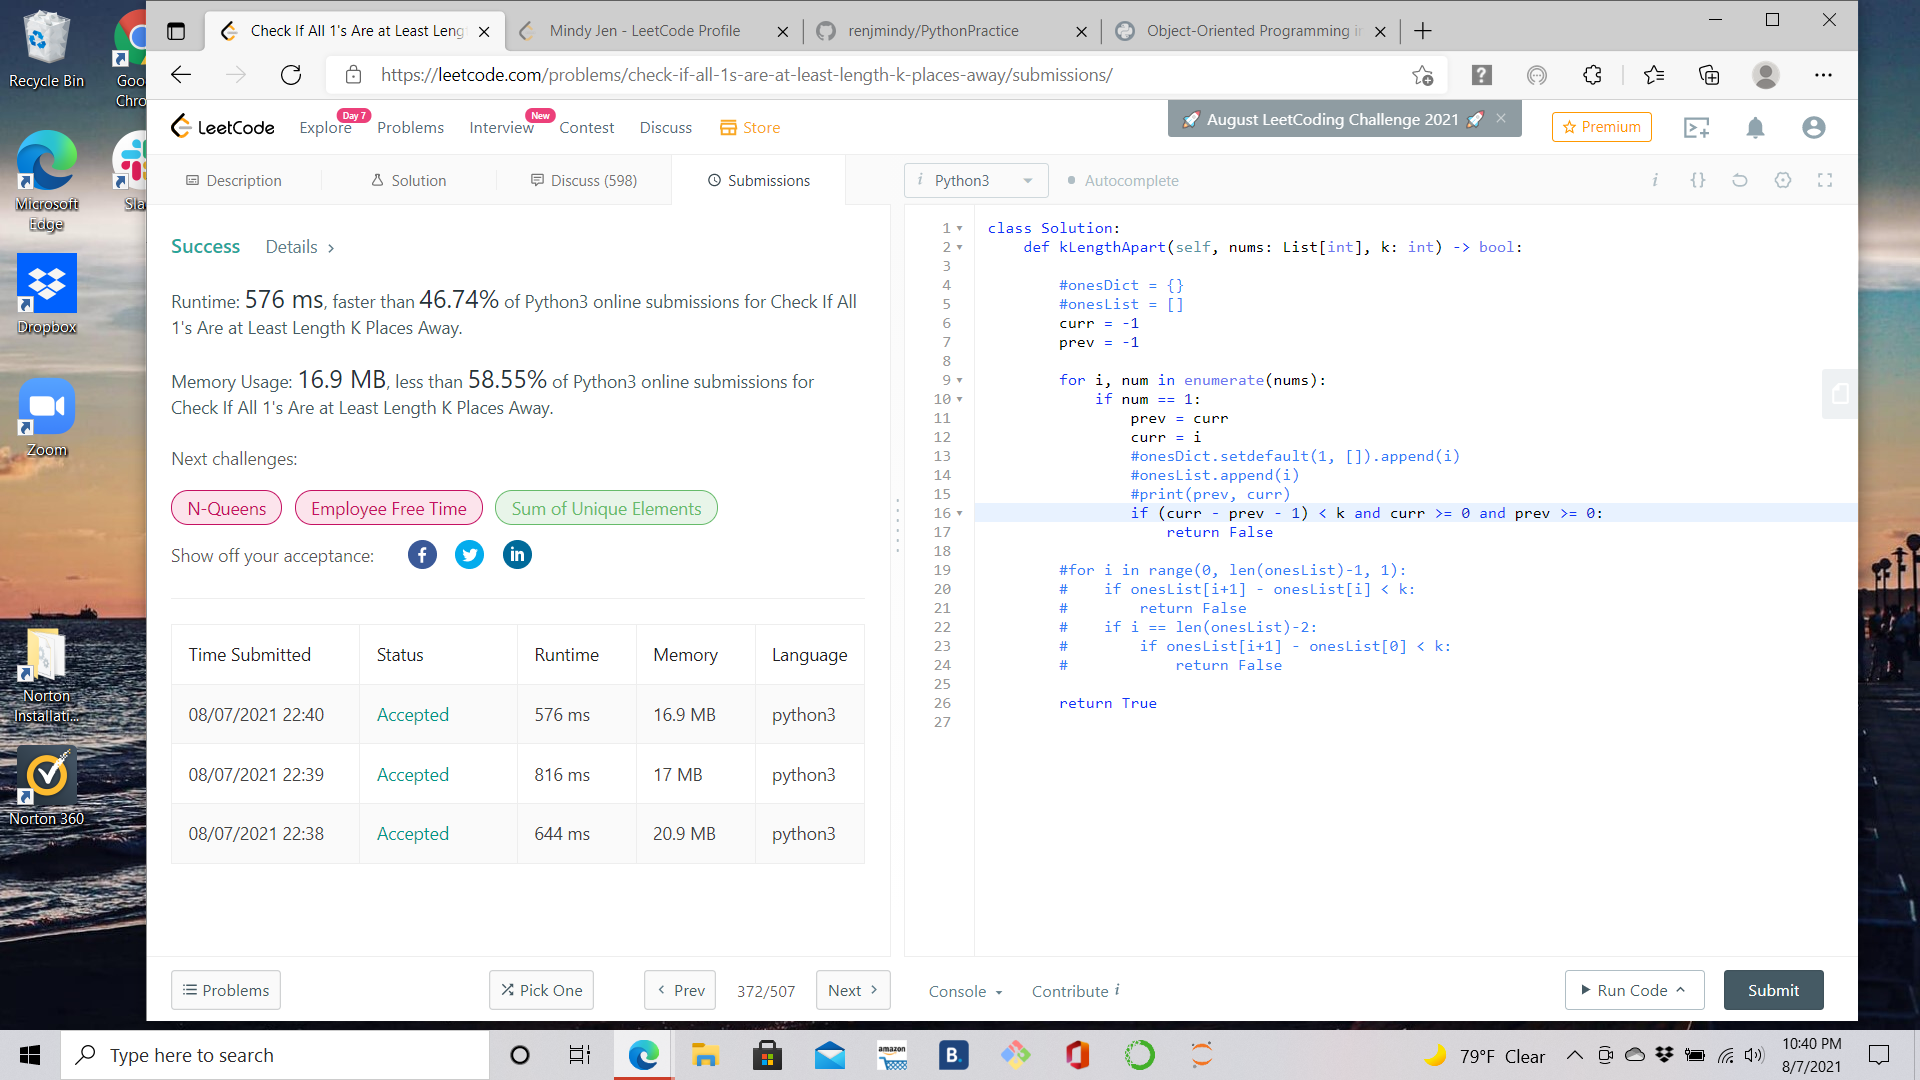 Recycle Bin
Goo
Chro
Microsoft
Edge
Sla
Dropbox
Zoom
Norton
Installati...
Norton 360
Check If All 1's Are at Least Leng
Mindy Jen - LeetCode Profile
renjmindy/PythonPractice
Object-Oriented Programming in
https://leetcode.com/problems/check-if-all-1s-are-at-least-length-k-places-away/submissions/
LeetCode
Explore
Day 7
Problems
Interview
New
Contest
Discuss
Store
🚀 August LeetCoding Challenge 2021 🚀
Premium
Description
Solution
Discuss (598)
Submissions
Python3
Autocomplete
Success
Details
Runtime: 576 ms, faster than 46.74% of Python3 online submissions for Check If All
1's Are at Least Length K Places Away.
Memory Usage: 16.9 MB, less than 58.55% of Python3 online submissions for
Check If All 1's Are at Least Length K Places Away.
Next challenges:
N-Queens
Employee Free Time
Sum of Unique Elements
Show off your acceptance:
Time Submitted Status Runtime Memory Language
08/07/2021 22:40 Accepted 576 ms 16.9 MB python3
08/07/2021 22:39 Accepted 816 ms 17 MB python3
08/07/2021 22:38 Accepted 644 ms 20.9 MB python3
1 class Solution:
2 def kLengthApart(self, nums: List[int], k: int) -> bool:
3
4 #onesDict = {}
5 #onesList = []
6 curr = -1
7 prev = -1
8
9 for i, num in enumerate(nums):
10 if num == 1:
11 prev = curr
12 curr = i
13 #onesDict.setdefault(1, []).append(i)
14 #onesList.append(i)
15 #print(prev, curr)
16 if (curr - prev - 1) < k and curr >= 0 and prev >= 0:
17 return False
18
19 #for i in range(0, len(onesList)-1, 1):
20 # if onesList[i+1] - onesList[i] < k:
21 # return False
22 # if i == len(onesList)-2:
23 # if onesList[i+1] - onesList[0] < k:
24 # return False
25
26 return True
27
Problems
Pick One
Prev
372/507
Next
Console
Contribute i
Run Code
Submit
Type here to search
amazon
B.
79°F Clear
10:40 PM
8/7/2021